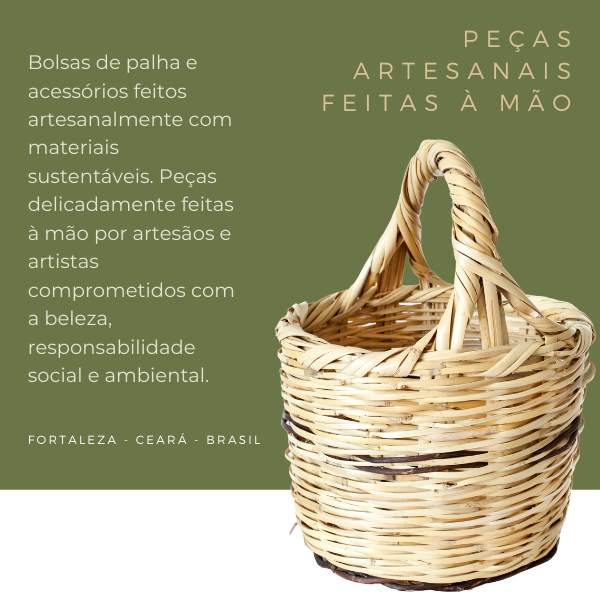 PEÇAS
ARTESANAIS
FEITAS À MÃO
Bolsas de palha e
acessórios feitos
artesanalmente com
materiais
sustentáveis. Peças
delicadamente feitas
à mão por artesãos e
artistas
comprometidos com
a beleza,
responsabilidade
social e ambiental.
FORTALEZA - CEARÁ - BRASIL